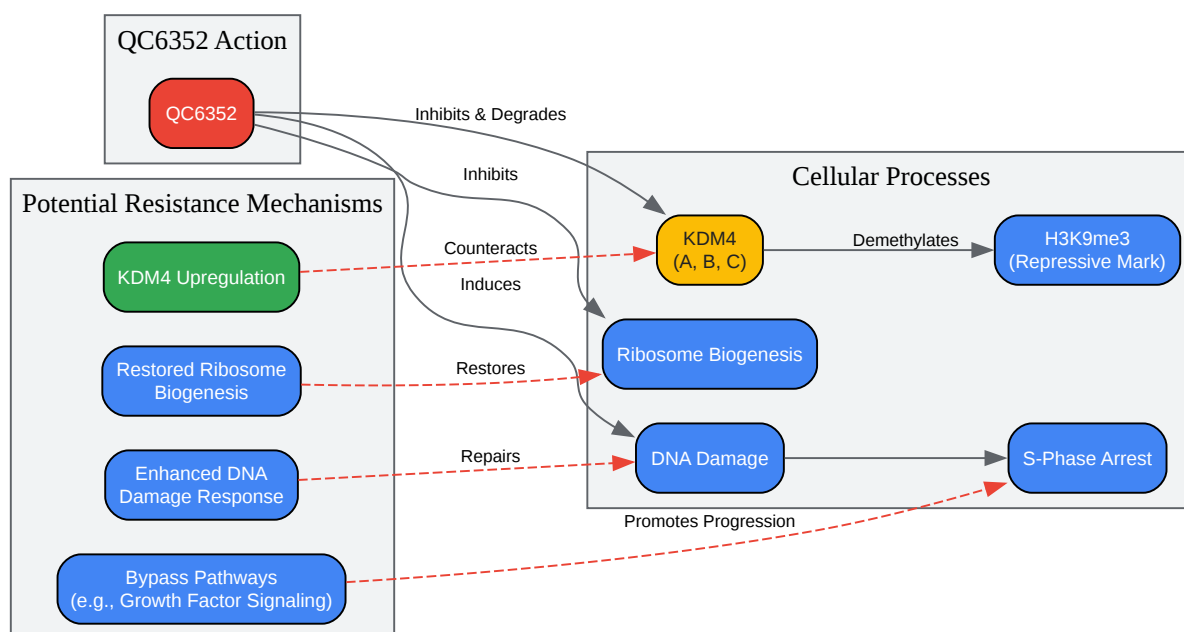 QC6352 Action
QC6352
Inhibits & Degrades
Inhibits
Counteracts
Induces
Restores
Repairs
Promotes Progression
Potential Resistance Mechanisms
KDM4 Upregulation
Restored Ribosome
Biogenesis
Enhanced DNA
Damage Response
Bypass Pathways
(e.g., Growth Factor Signaling)
Cellular Processes
KDM4
(A, B, C)
Demethylates
H3K9me3
(Repressive Mark)
Ribosome Biogenesis
DNA Damage
S-Phase Arrest